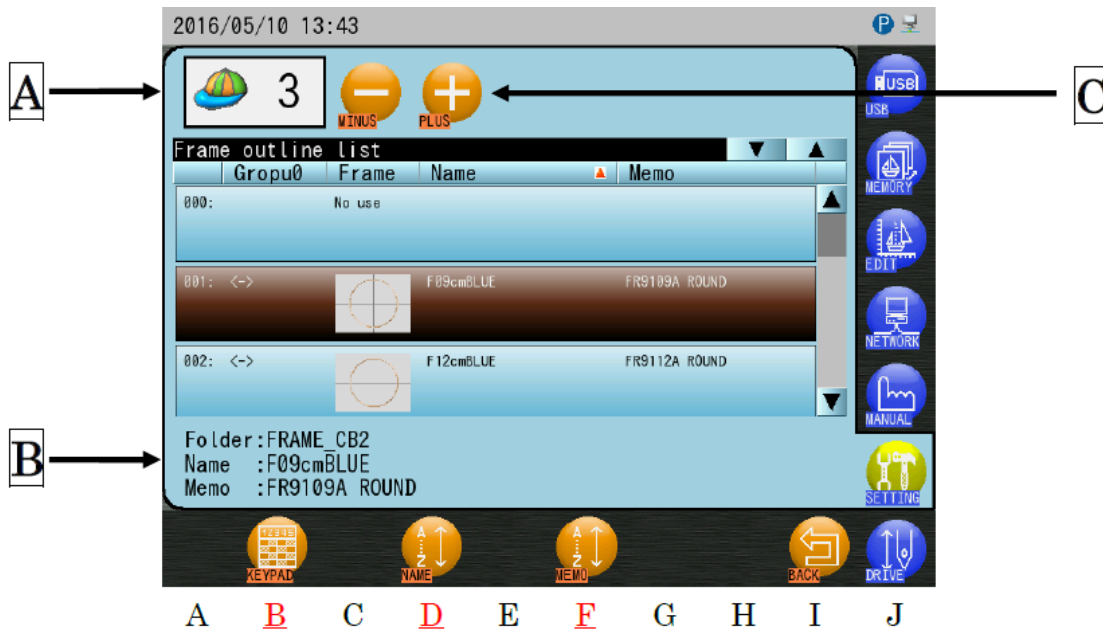 2016/05/10 13:43
P
A
3
MINUS
PLUS
C
USB
USB
Frame outline list
Gropu0 Frame Name Memo
MEMORY
000: No use
EDIT
001: <-> F09cmBLUE FR9109A ROUND
NETWORK
002: <-> F12cmBLUE FR9112A ROUND
MANUAL
B
Folder:FRAME_CB2
Name :F09cmBLUE
Memo :FR9109A ROUND
SETTING
12345
KEYPAD
A
Z
NAME
A
Z
MEMO
BACK
DRIVE
A B C D E F G H I J